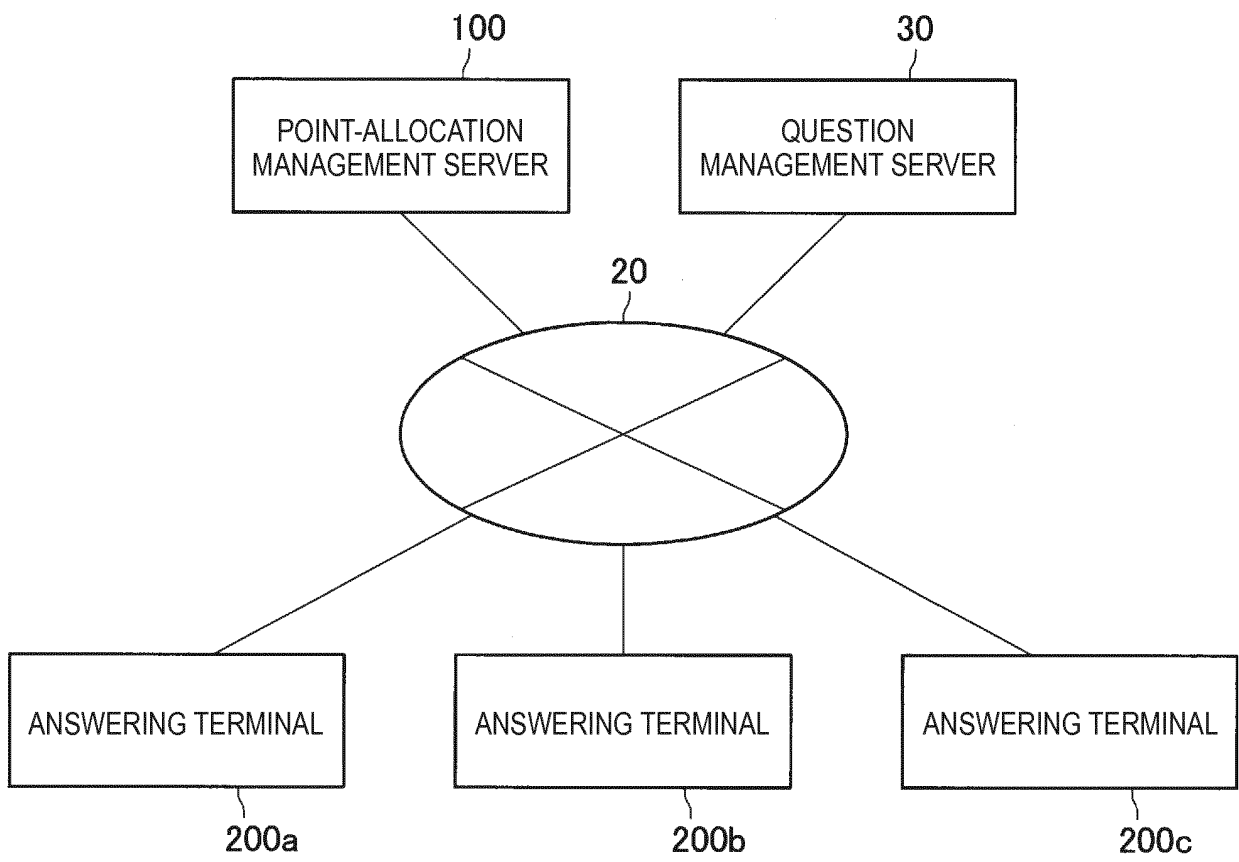 100
30
POINT-ALLOCATION
MANAGEMENT SERVER
QUESTION
MANAGEMENT SERVER
20
ANSWERING TERMINAL
ANSWERING TERMINAL
ANSWERING TERMINAL
200a
200b
200c